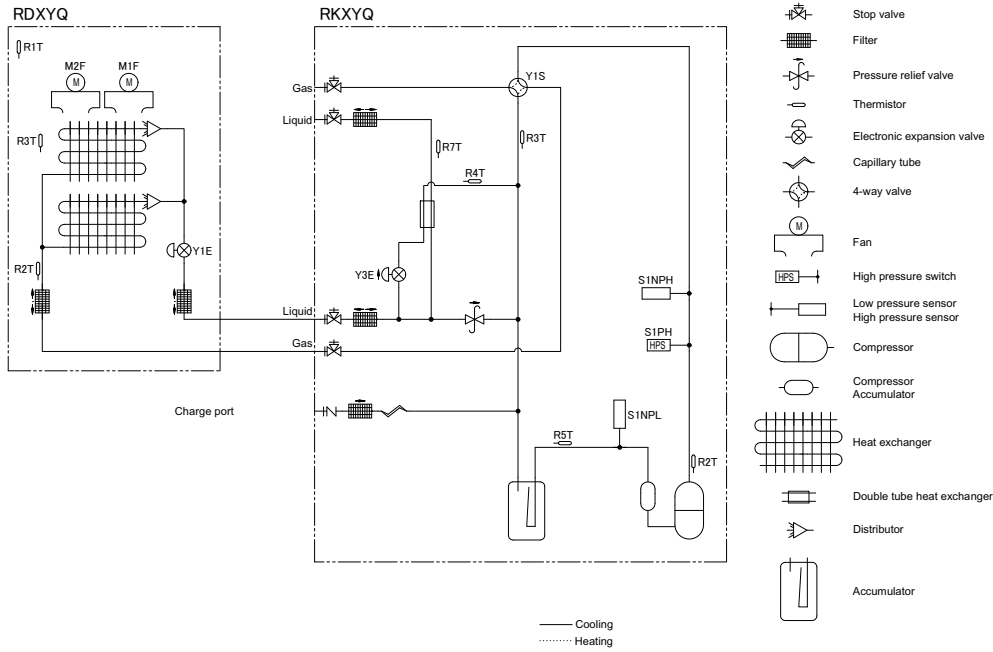 RDXYQ
RKXYQ
R1T
M2F
M1F
M
M
R3T
R2T
Y1E
Gas
Liquid
Y1S
R3T
R7T
R4T
Y3E
S1NPH
S1PH
HPS
Liquid
Gas
Charge port
S1NPL
R5T
R2T
Cooling
Heating
Stop valve
Filter
Pressure relief valve
Thermistor
Electronic expansion valve
Capillary tube
4-way valve
M
Fan
HPS
High pressure switch
Low pressure sensor
High pressure sensor
Compressor
Compressor
Accumulator
Heat exchanger
Double tube heat exchanger
Distributor
Accumulator